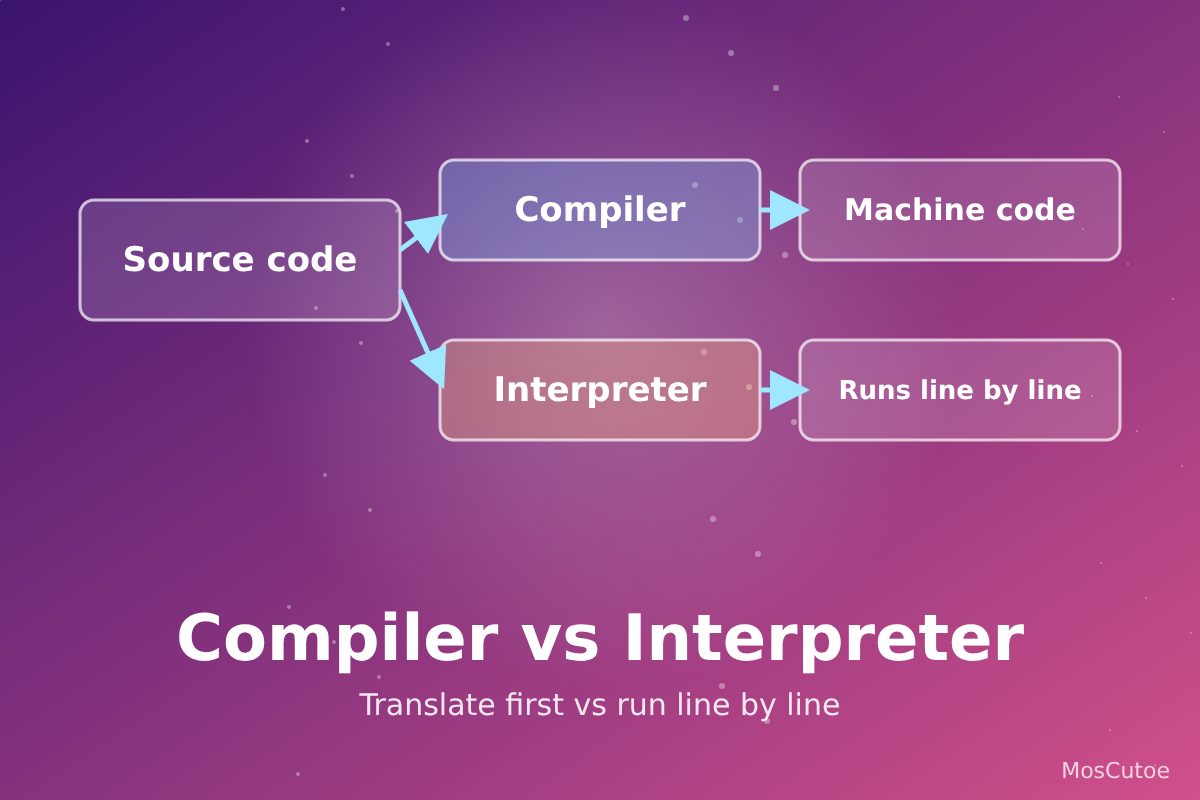 Source code
Compiler
Machine code
Interpreter
Runs line by line
Compiler vs Interpreter
Translate first vs run line by line
MosCutoe